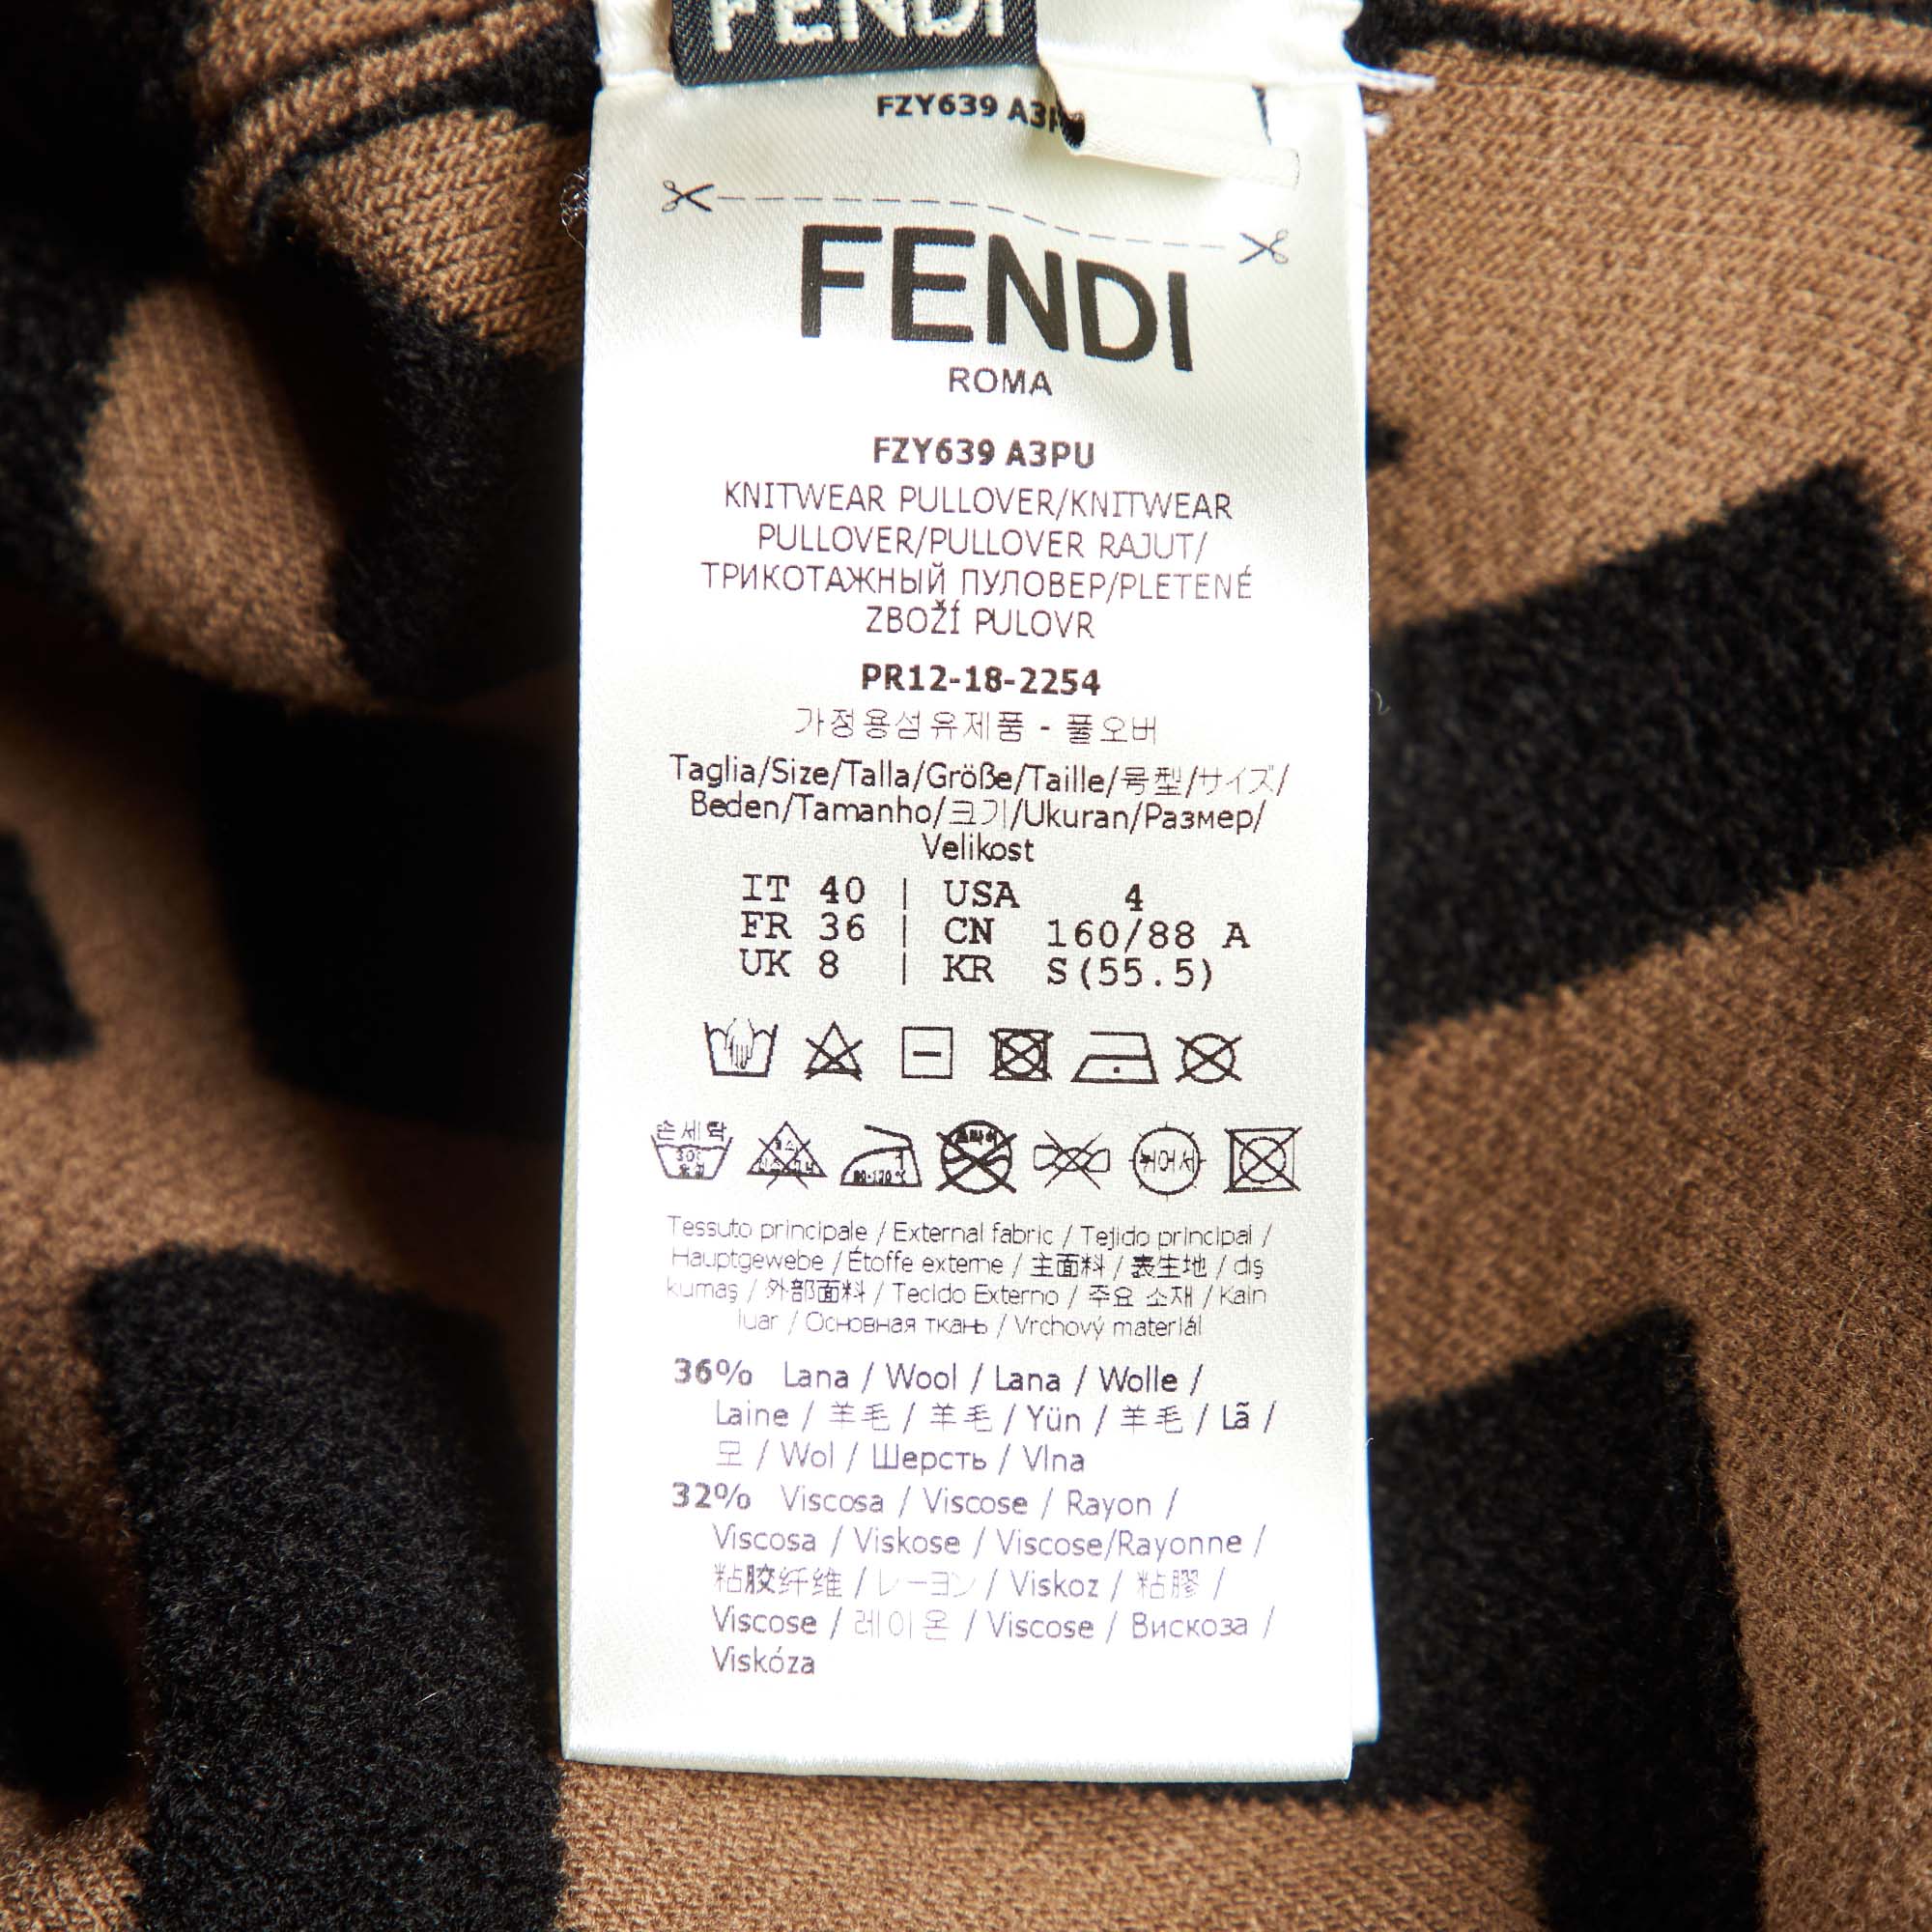 FENDI
FZY639 A3P
FENDI
ROMA
FZY639 A3PU
KNITWEAR PULLOVER/KNITWEAR
PULLOVER/PULLOVER RAJUT/
ТРИКОТАЖНЫЙ ПУЛОВЕР/PLETENÉ
ZBOŽÍ PULOVR
PR12-18-2254
가정용섬유제품 - 풀오버
Taglia/Size/Talla/Größe/Taille/号型/サイズ/
Beden/Tamanho/크기/Ukuran/Размер/
Velikost
IT 40 | USA 4
FR 36 | CN 160/88 A
UK 8 | KR S(55.5)
손세탁
드라이
Tessuto principale / External fabric / Tejido principal /
Hauptgewebe / Étoffe externe / 主面料 / 表生地 / dış
kumaş / 外部面料 / Tecido Externo / 주요 소재 / Kain
luar / Основная ткань / Vrchový materiál
36% Lana / Wool / Lana / Wolle /
Laine / 羊毛 / 羊毛 / Yün / 羊毛 / Lã /
모 / Wol / Шерсть / Vlna
32% Viscosa / Viscose / Rayon /
Viscosa / Viskose / Viscose/Rayonne /
粘胶纤维 / レーヨン / Viskoz / 粘膠 /
Viscose / 레이온 / Viscose / Вискоза /
Viskóza